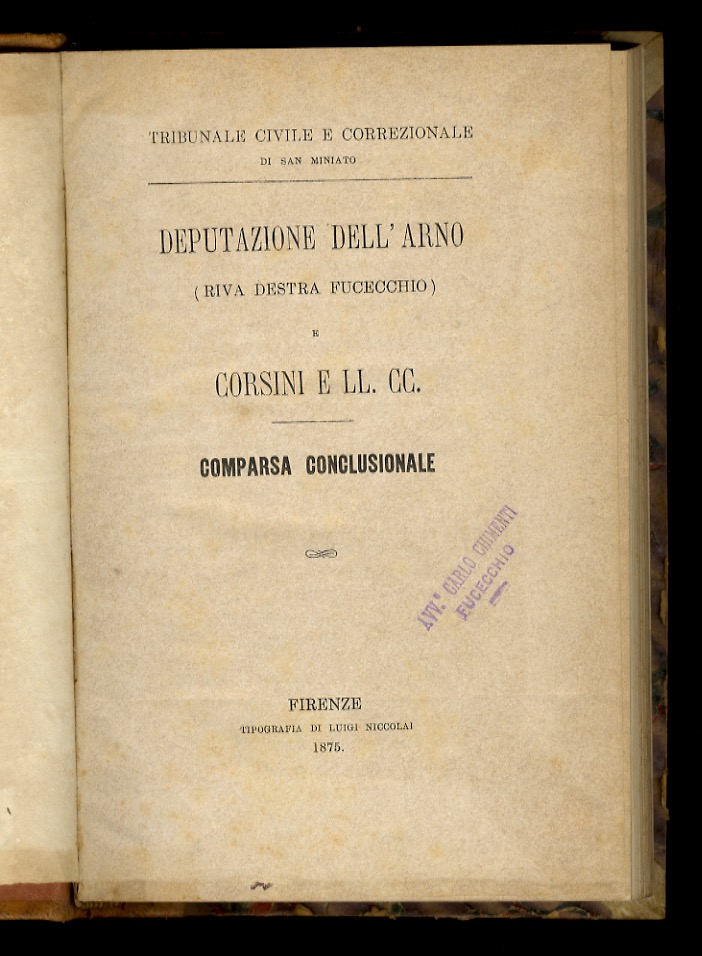 TRIBUNALE CIVILE E CORREZIONALE
DI SAN MINIATO
DEPUTAZIONE DELL'ARNO
(RIVA DESTRA FUCECCHIO)
E
CORSINI E LL. CC.
COMPARSA CONCLUSIONALE
AVV.º CARLO CHIMENTI
FUCECCHIO
FIRENZE
TIPOGRAFIA DI LUIGI NICCOLAI
1875.